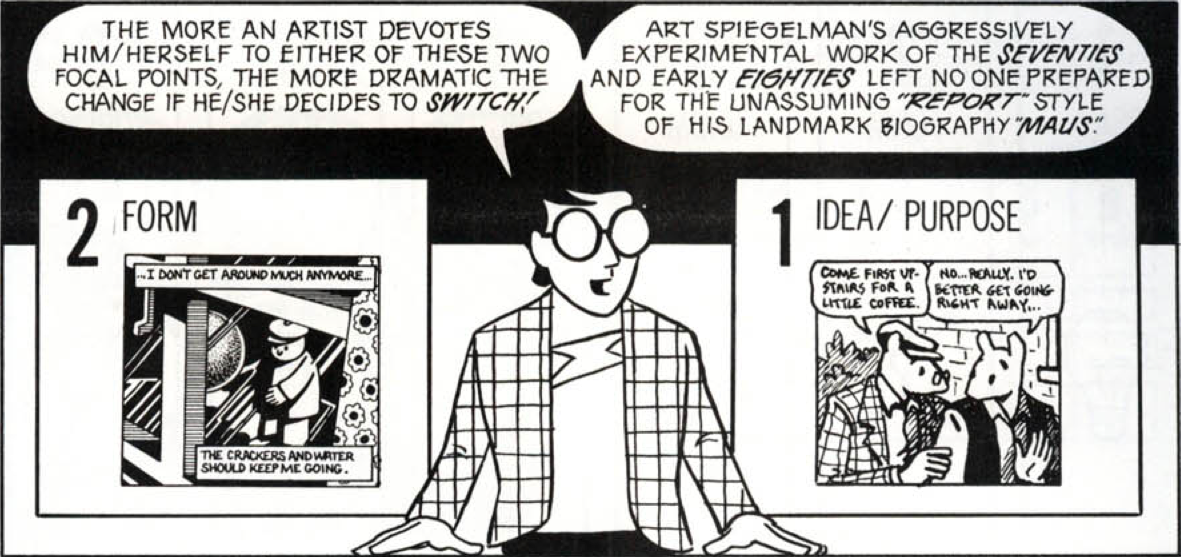 THE MORE AN ARTIST DEVOTES
HIM/HERSELF TO EITHER OF THESE TWO
FOCAL POINTS, THE MORE DRAMATIC THE
CHANGE IF HE/SHE DECIDES TO SWITCH!
ART SPIEGELMAN'S AGGRESSIVELY
EXPERIMENTAL WORK OF THE SEVENTIES
AND EARLY EIGHTIES LEFT NO ONE PREPARED
FOR THE UNASSUMING "REPORT" STYLE
OF HIS LANDMARK BIOGRAPHY "MAUS."
2 FORM
...I DON'T GET AROUND MUCH ANYMORE...
THE CRACKERS AND WATER
SHOULD KEEP ME GOING.
1 IDEA/ PURPOSE
COME FIRST UP-
STAIRS FOR A
LITTLE COFFEE.
NO... REALLY. I'D
BETTER GET GOING
RIGHT AWAY...